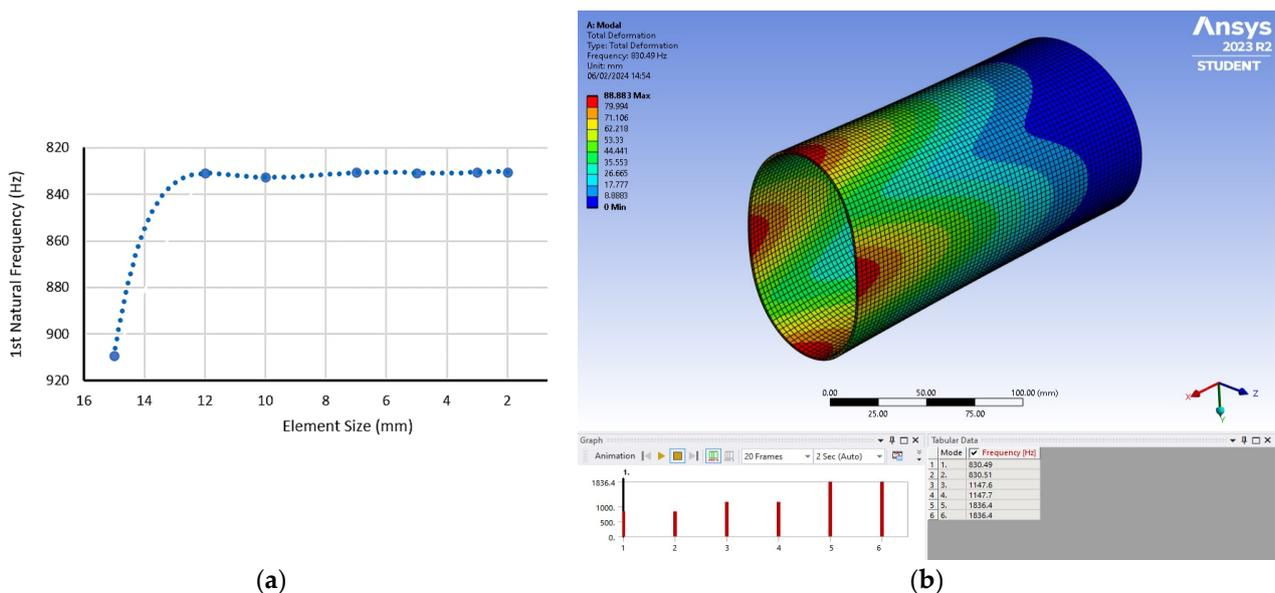 820
840
860
880
900
920
1st Natural Frequency (Hz)
16 14 12 10 8 6 4 2
Element Size (mm)
(a)
A: Modal
Total Deformation
Type: Total Deformation
Frequency: 830.49 Hz
Unit: mm
06/02/2024 14:54
88.883 Max
79.994
71.106
62.218
53.33
44.441
35.553
26.665
17.777
8.8883
0 Min
Ansys
2023 R2
STUDENT
0.00 50.00 100.00 (mm)
25.00 75.00
X Y Z
Graph
Animation 20 Frames 2 Sec (Auto)
1.
1836.4
1000.
500.
0.
1 2 3 4 5 6
Tabular Data
Mode Frequency [Hz]
1 1. 830.49
2 2. 830.51
3 3. 1147.6
4 4. 1147.7
5 5. 1836.4
6 6. 1836.4
(b)